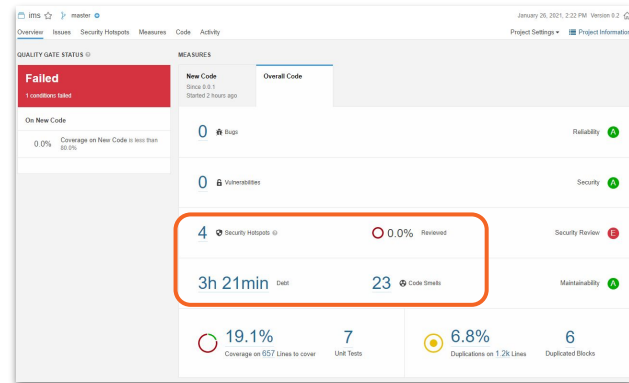 ims master
January 26, 2021, 2:22 PM Version 0.2
Overview Issues Security Hotspots Measures Code Activity
Project Settings Project Information
QUALITY GATE STATUS
MEASURES
Failed
1 conditions failed
On New Code
0.0% Coverage on New Code is less than
80.0%
New Code
Since 0.0.1
Started 2 hours ago
Overall Code
0 Bugs
Reliability A
0 Vulnerabilities
Security A
4 Security Hotspots
0.0% Reviewed
Security Review E
3h 21min Debt
23 Code Smells
Maintainability A
19.1%
Coverage on 657 Lines to cover
7
Unit Tests
6.8%
Duplications on 1.2k Lines
6
Duplicated Blocks